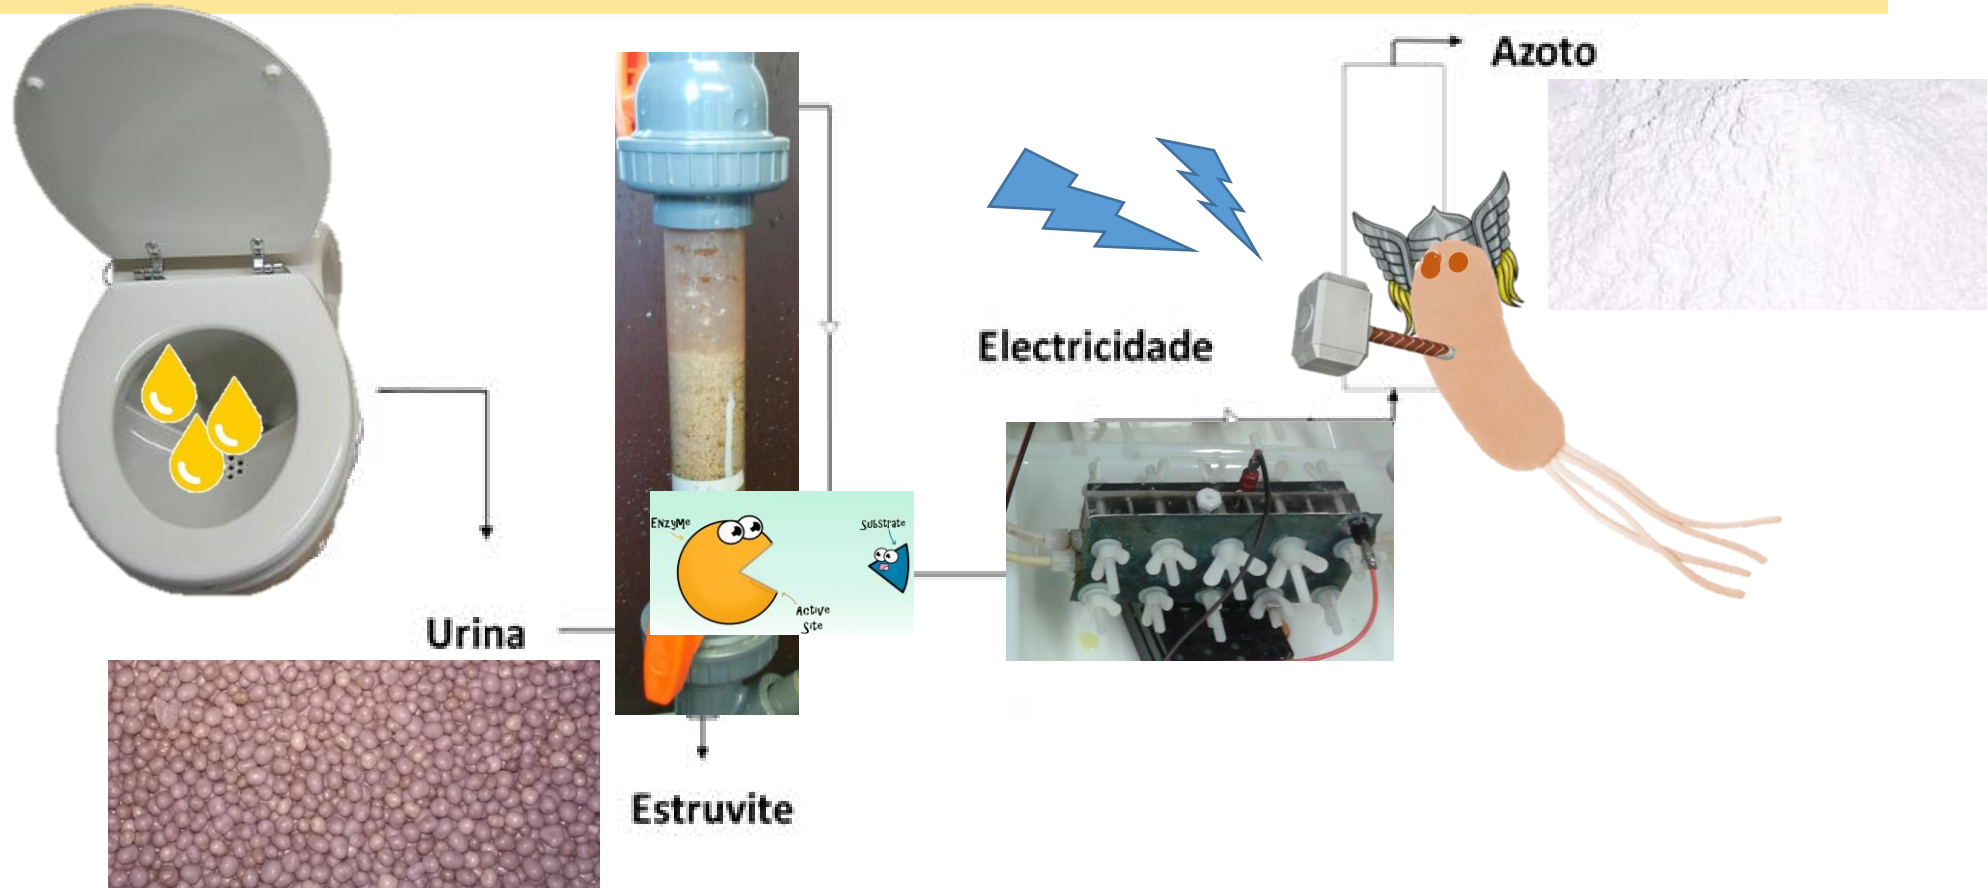 Azoto
Electricidade
Enzyme
Substrate
Active
Site
Urina
Estruvite